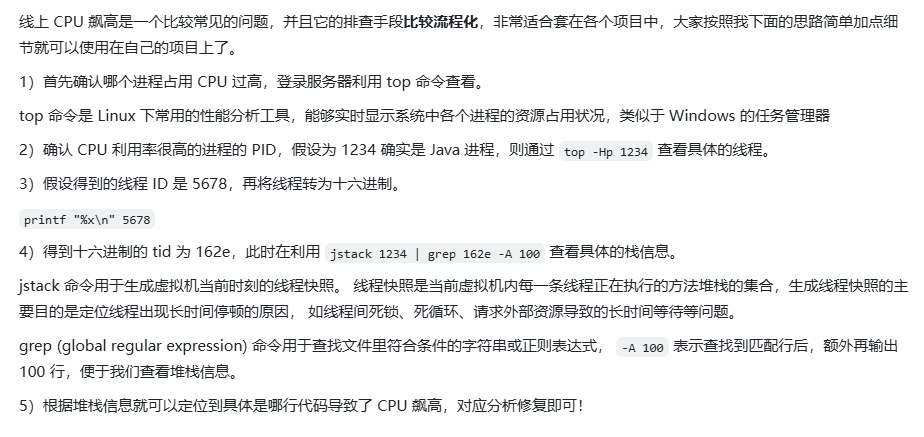 线上 CPU 飙高是一个比较常见的问题，并且它的排查手段比较流程化，非常适合套在各个项目中，大家按照我下面的思路简单加点细
节就可以使用在自己的项目上了。
1）首先确认哪个进程占用 CPU 过高，登录服务器利用 top 命令查看。
top 命令是 Linux 下常用的性能分析工具，能够实时显示系统中各个进程的资源占用状况，类似于 Windows 的任务管理器
2）确认 CPU 利用率很高的进程的 PID，假设为 1234 确实是 Java 进程，则通过 top -Hp 1234 查看具体的线程。
3）假设得到的线程 ID 是 5678，再将线程转为十六进制。
printf "%x\n" 5678
4）得到十六进制的 tid 为 162e，此时在利用 jstack 1234 | grep 162e -A 100 查看具体的栈信息。
jstack 命令用于生成虚拟机当前时刻的线程快照。 线程快照是当前虚拟机内每一条线程正在执行的方法堆栈的集合，生成线程快照的主
要目的是定位线程出现长时间停顿的原因， 如线程间死锁、死循环、请求外部资源导致的长时间等待等问题。
grep (global regular expression) 命令用于查找文件里符合条件的字符串或正则表达式， -A 100 表示查找到匹配行后，额外再输出
100 行，便于我们查看堆栈信息。
5）根据堆栈信息就可以定位到具体是哪行代码导致了 CPU 飙高，对应分析修复即可！